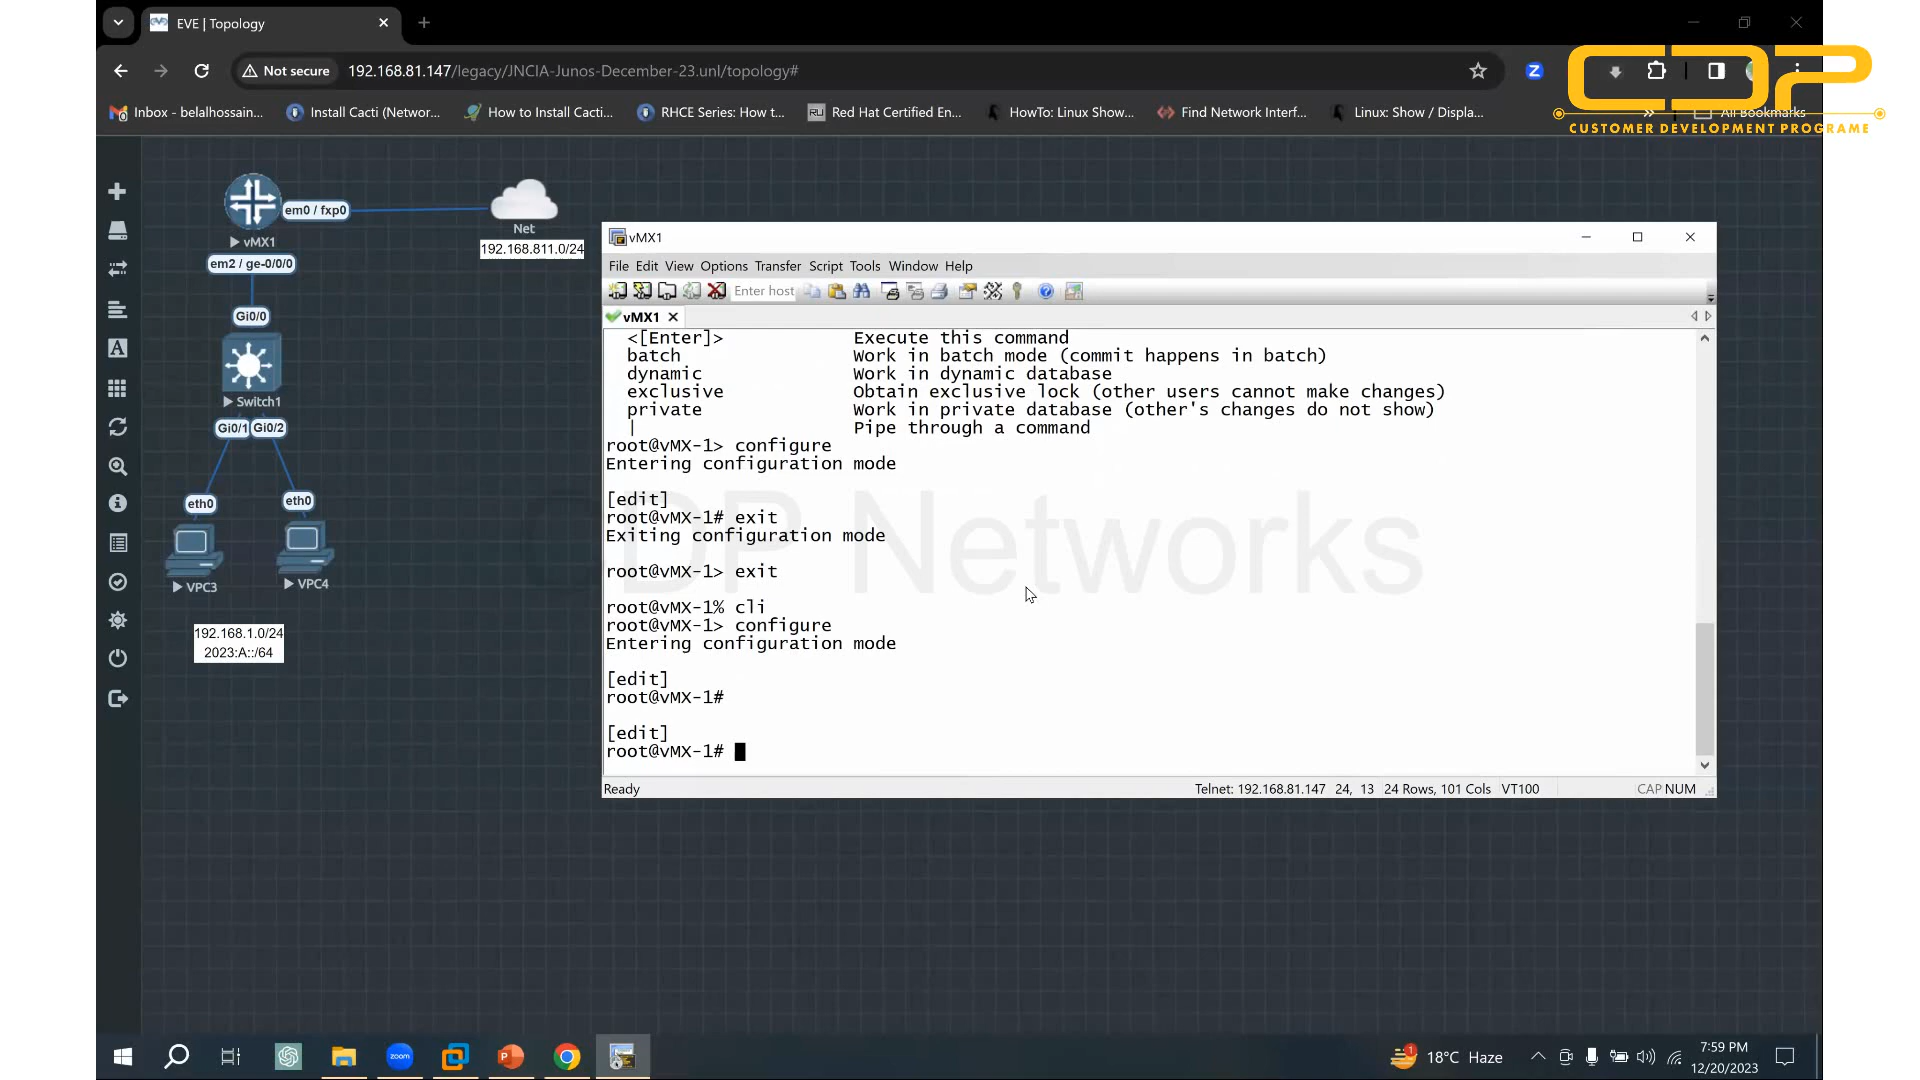 EVE | Topology
Not secure
192.168.81.147/legacy/JNCIA-Junos-December-23.unl/topology#
Inbox - belalhossain...
Install Cacti (Networ...
How to Install Cacti...
RHCE Series: How t...
Red Hat Certified En...
HowTo: Linux Show...
Find Network Interf...
Linux: Show / Displa...
All Bookmarks
CDP
CUSTOMER DEVELOPMENT PROGRAME
em0 / fxp0
vMX1
Net
192.168.811.0/24
em2 / ge-0/0/0
Gi0/0
Switch1
Gi0/1
Gi0/2
eth0
eth0
VPC3
VPC4
192.168.1.0/24
2023:A::/64
vMX1
File Edit View Options Transfer Script Tools Window Help
Enter host
vMX1
<[Enter]> Execute this command
batch Work in batch mode (commit happens in batch)
dynamic Work in dynamic database
exclusive Obtain exclusive lock (other users cannot make changes)
private Work in private database (other's changes do not show)
| Pipe through a command
root@vMX-1> configure
Entering configuration mode
[edit]
root@vMX-1# exit
Exiting configuration mode
root@vMX-1> exit
root@vMX-1% cli
root@vMX-1> configure
Entering configuration mode
[edit]
root@vMX-1#
[edit]
root@vMX-1#
CDP Networks
Ready
Telnet: 192.168.81.147 24, 13 24 Rows, 101 Cols VT100
CAP NUM
zoom
18°C Haze
7:59 PM
12/20/2023